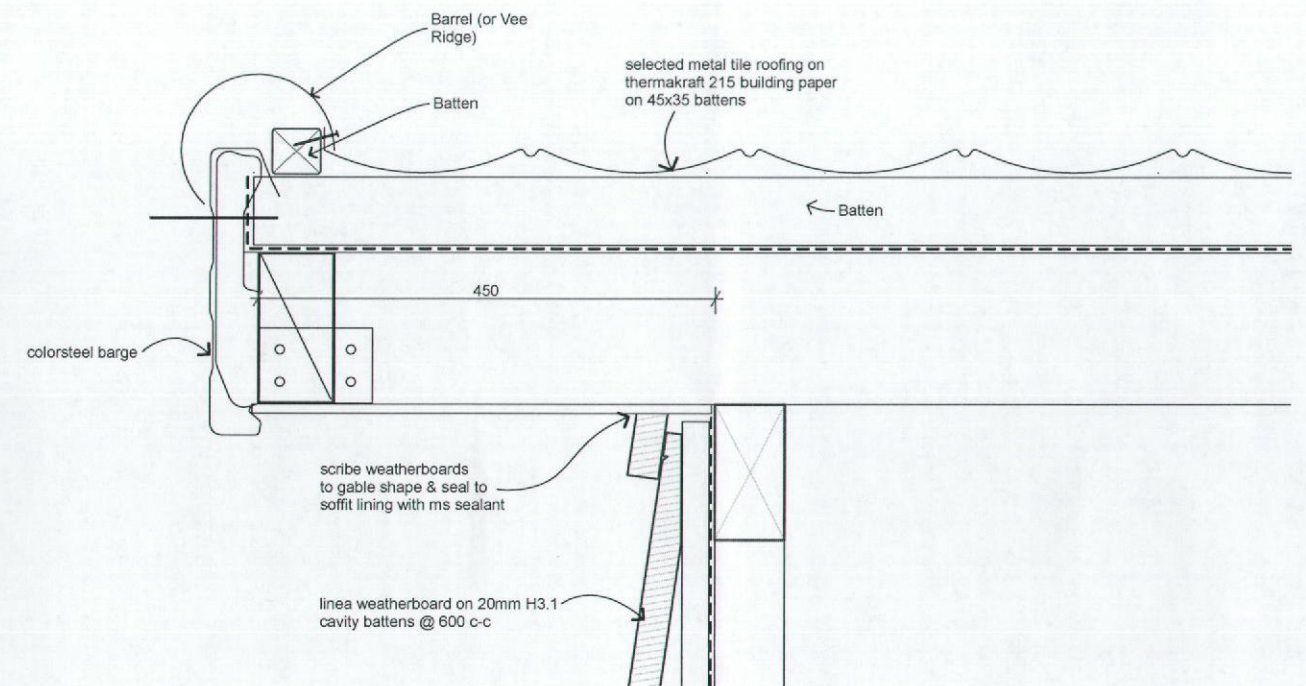 Barrel (or Vee
Ridge)
selected metal tile roofing on
thermakraft 215 building paper
on 45x35 battens
Batten
Batten
450
colorsteel barge
scribe weatherboards
to gable shape & seal to
soffit lining with ms sealant
linea weatherboard on 20mm H3.1
cavity battens @ 600 c-c